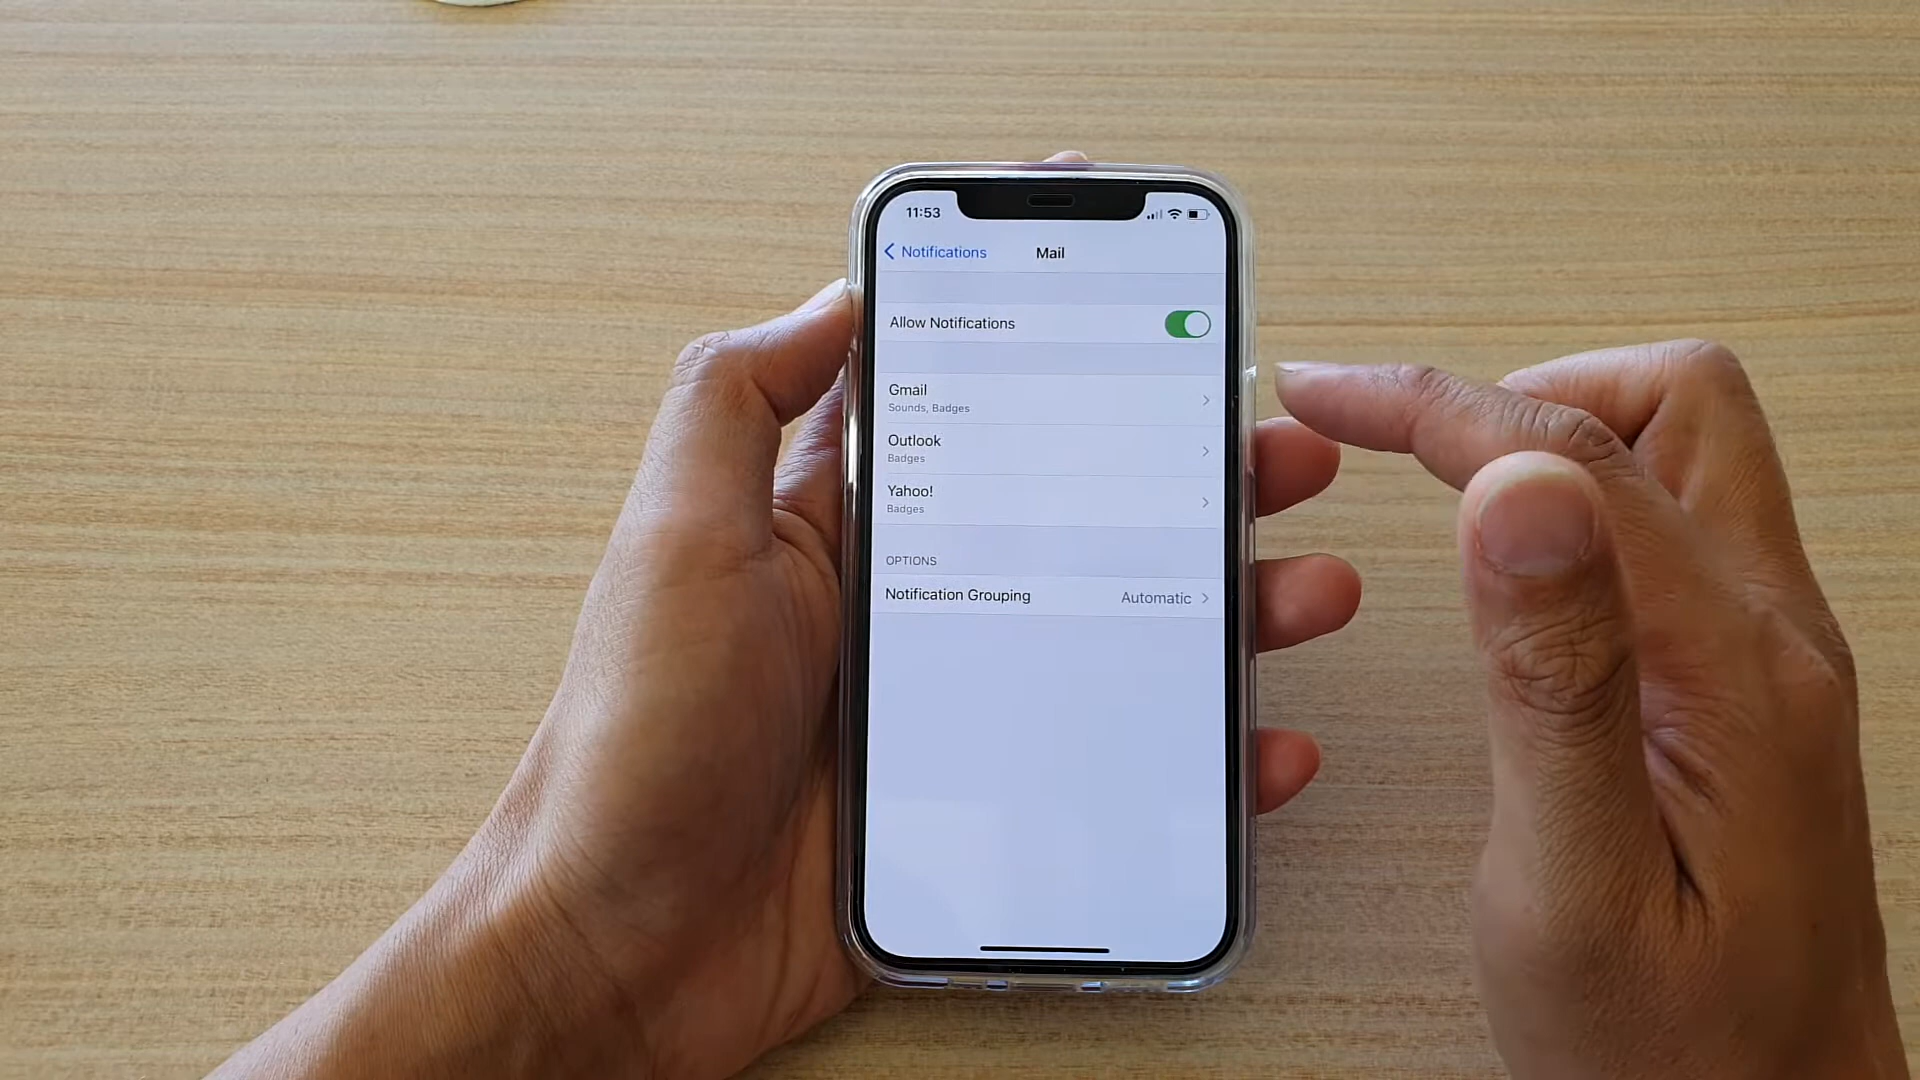 11:53
Notifications
Mail
Allow Notifications
Gmail
Sounds, Badges
Outlook
Badges
Yahoo!
Badges
OPTIONS
Notification Grouping Automatic